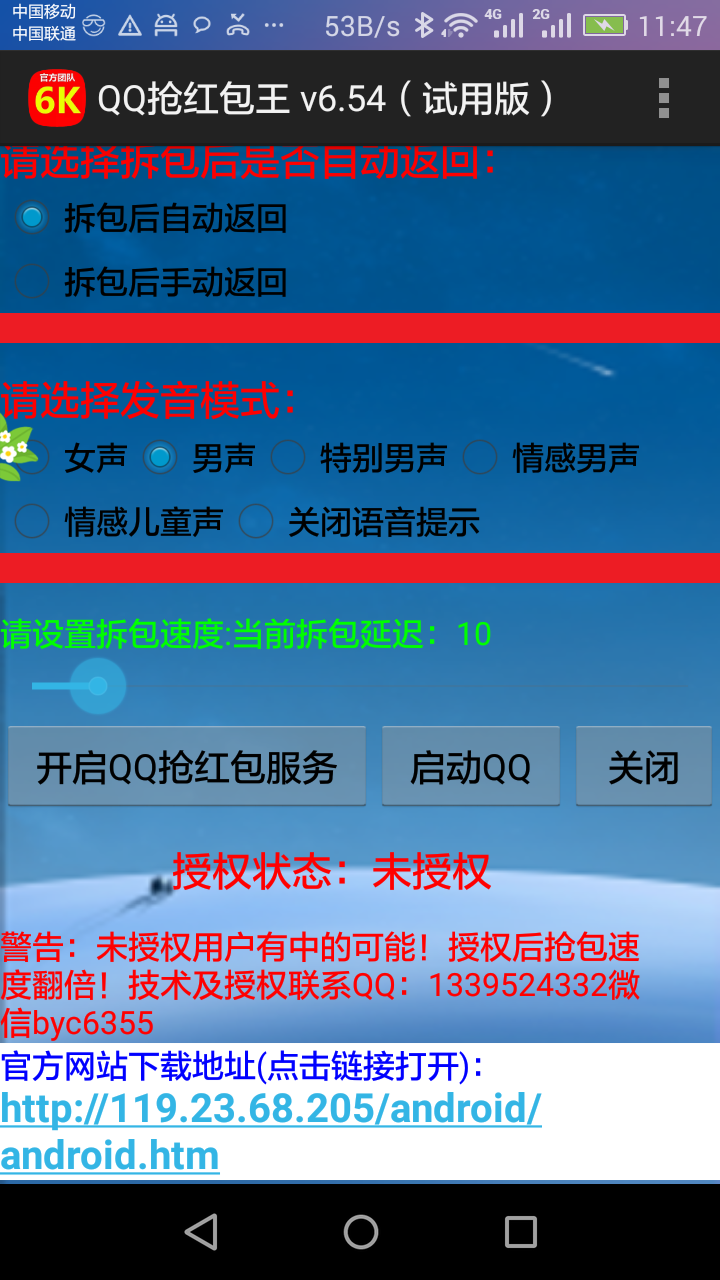 中国移动
中国联通
53B/s
4G
2G
11:47
官方团队
6K
QQ抢红包王 v6.54（试用版）
请选择拆包后是否自动返回：
拆包后自动返回
拆包后手动返回
请选择发音模式：
女声 男声 特别男声 情感男声
情感儿童声 关闭语音提示
请设置拆包速度:当前拆包延迟：10
开启QQ抢红包服务 启动QQ 关闭
授权状态：未授权
警告：未授权用户有中的可能！授权后抢包速
度翻倍！技术及授权联系QQ：1339524332微
信byc6355
官方网站下载地址(点击链接打开)：
http://119.23.68.205/android/
android.htm